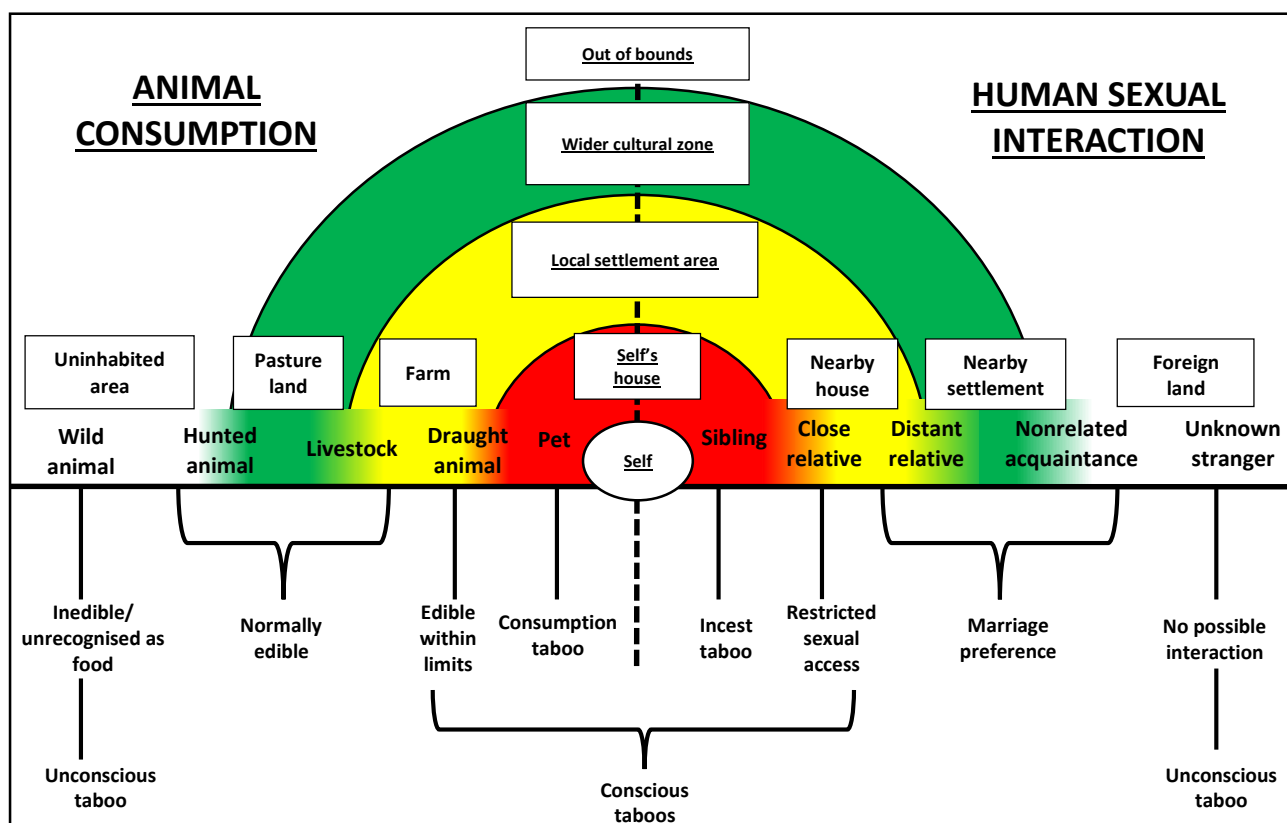 Out of bounds
ANIMAL
CONSUMPTION
HUMAN SEXUAL
INTERACTION
Wider cultural zone
Local settlement area
Uninhabited
area
Pasture
land
Farm
Self's
house
Nearby
house
Nearby
settlement
Foreign
land
Wild
animal
Hunted
animal
Livestock
Draught
animal
Pet
Self
Sibling
Close
relative
Distant
relative
Nonrelated
acquaintance
Unknown
stranger
Inedible/
unrecognised as
food
Normally
edible
Edible
within
limits
Consumption
taboo
Incest
taboo
Restricted
sexual
access
Marriage
preference
No possible
interaction
Unconscious
taboo
Conscious
taboos
Unconscious
taboo